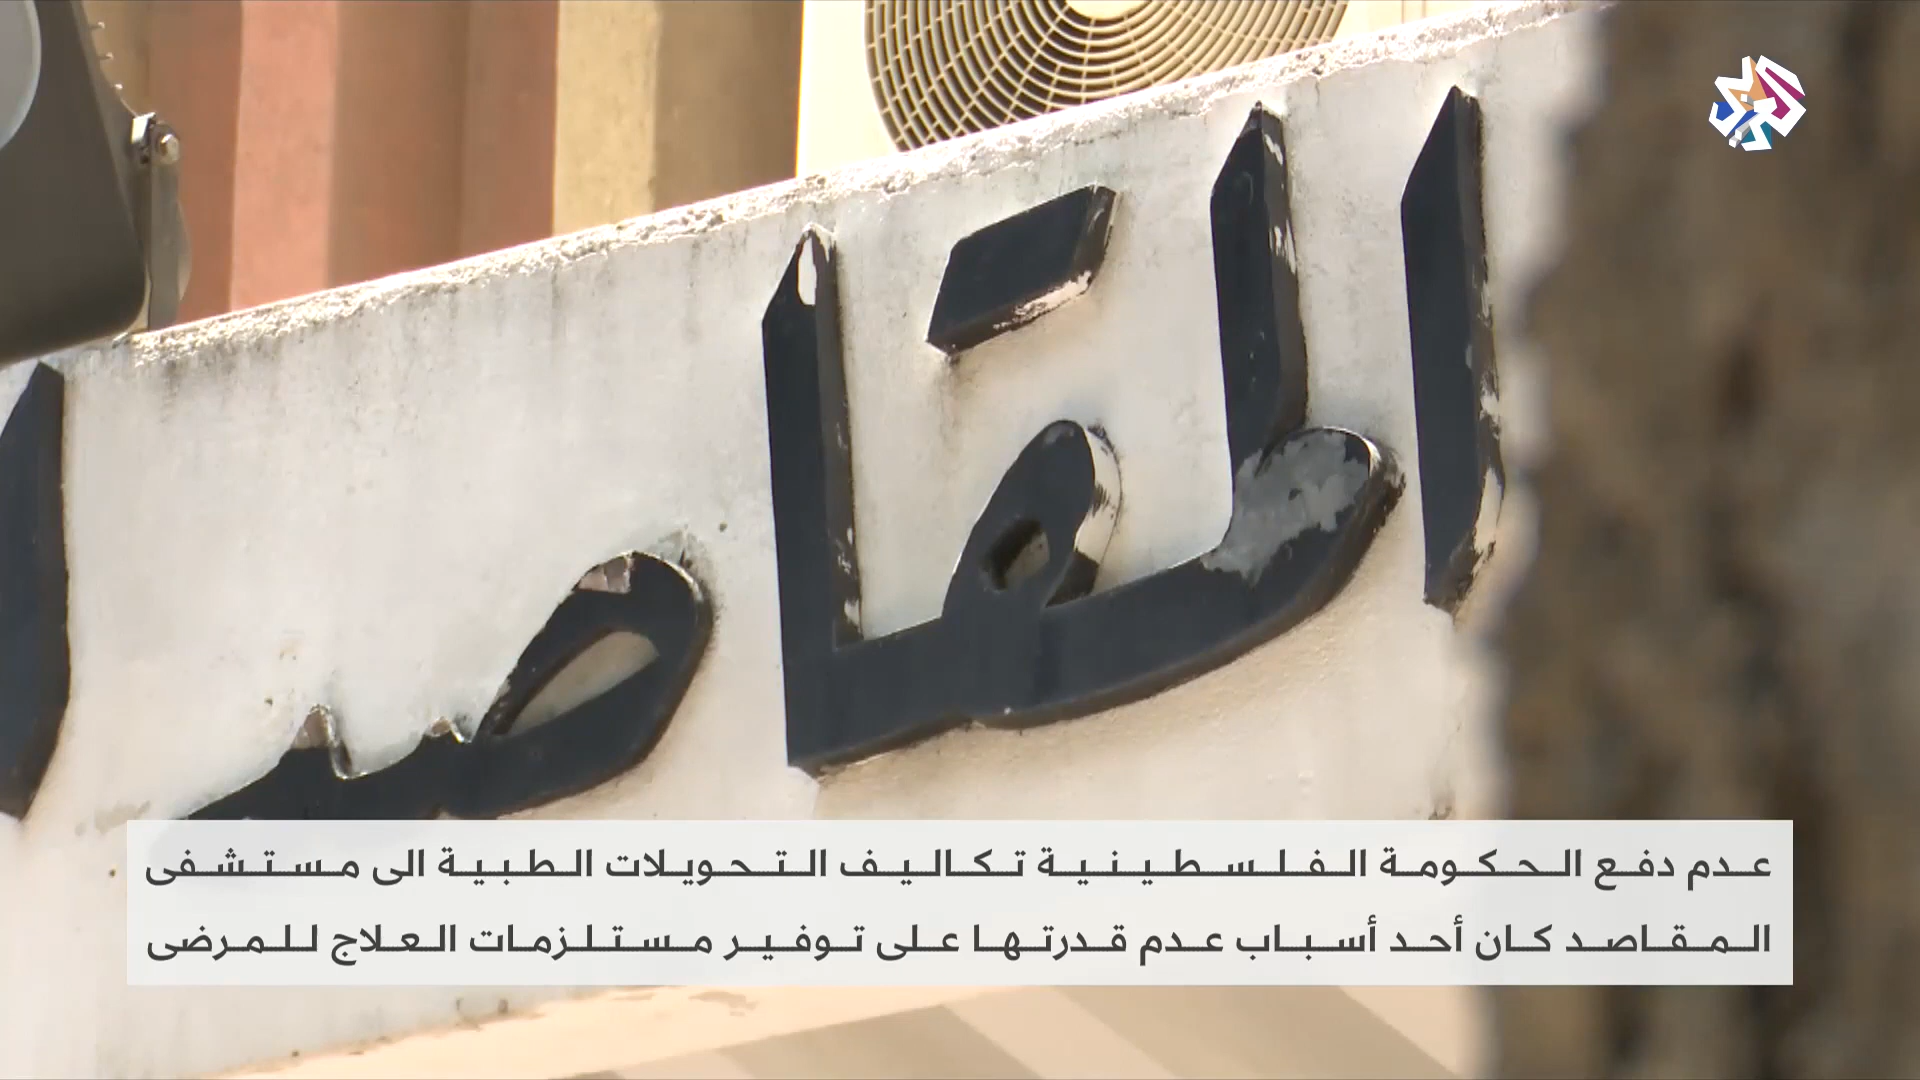 المقاصد
عدم دفع الحكومة الفلسطينية تكاليف التحويلات الطبية الى مستشفى
المقاصد كان أحد أسباب عدم قدرتها على توفير مستلزمات العلاج للمرضى